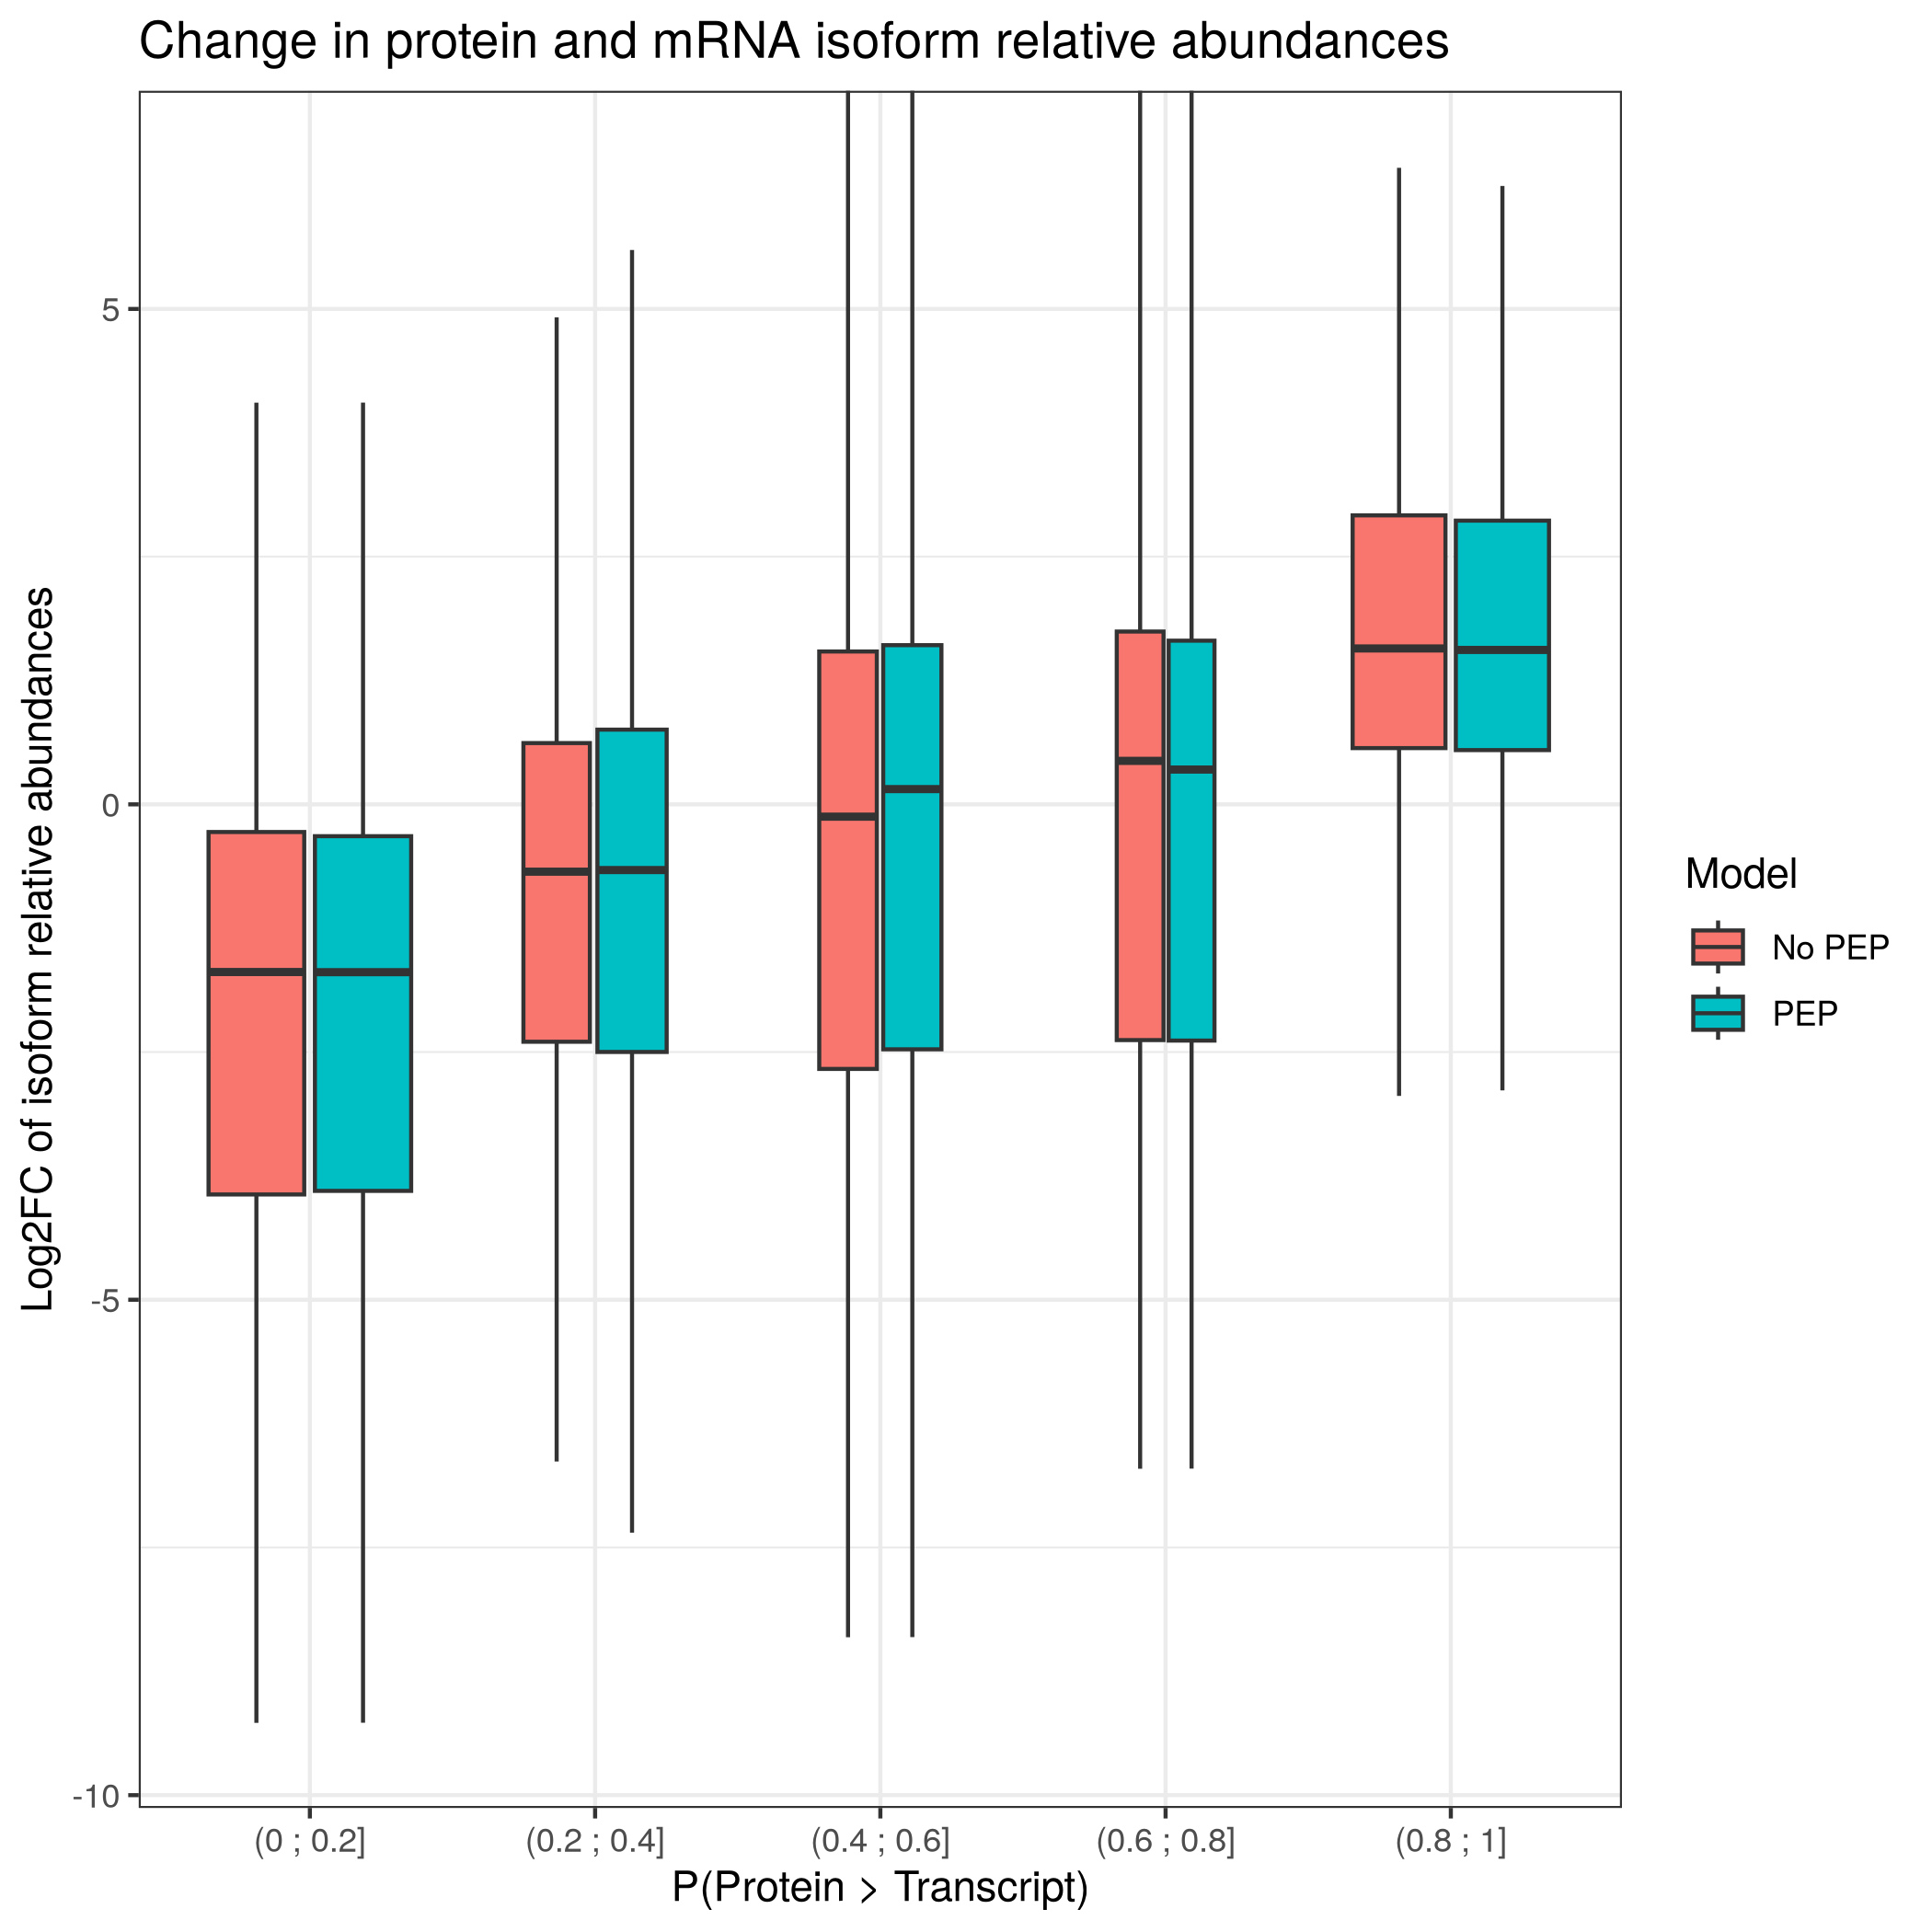 Change in protein and mRNA isoform relative abundances
Log2FC of isoform relative abundances
5
0
-5
-10
(0 ; 0.2]
(0.2 ; 0.4]
(0.4 ; 0.6]
(0.6 ; 0.8]
(0.8 ; 1]
P(Protein > Transcript)
Model
No PEP
PEP